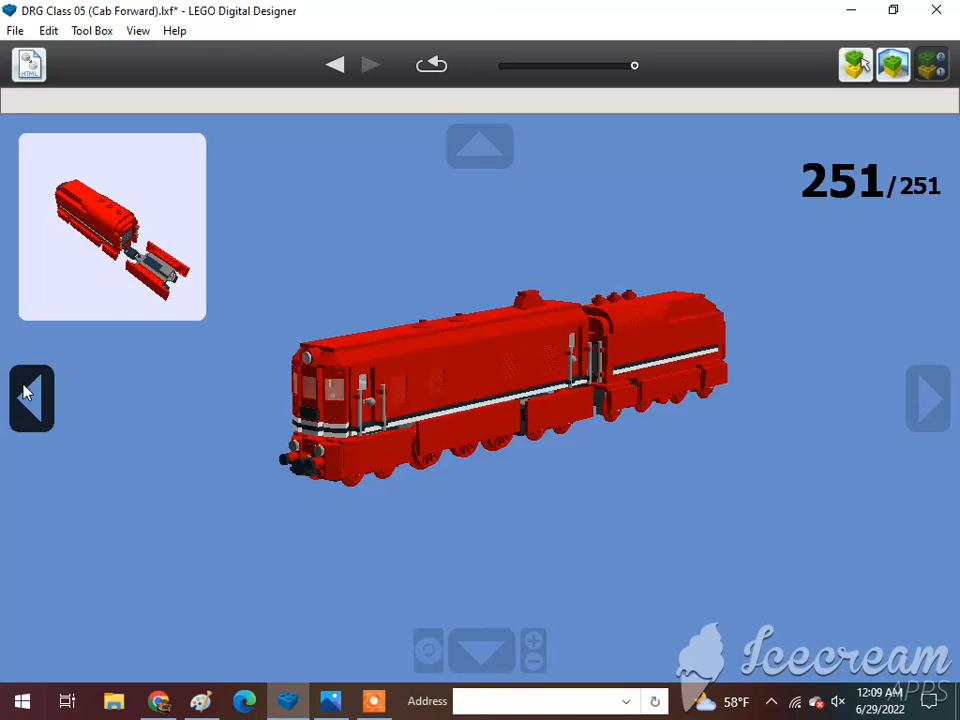 DRG Class 05 (Cab Forward).lxf* - LEGO Digital Designer
File Edit Tool Box View Help
HTML
251/251
Icecream
APPS
Address
58°F
12:09 AM
6/29/2022